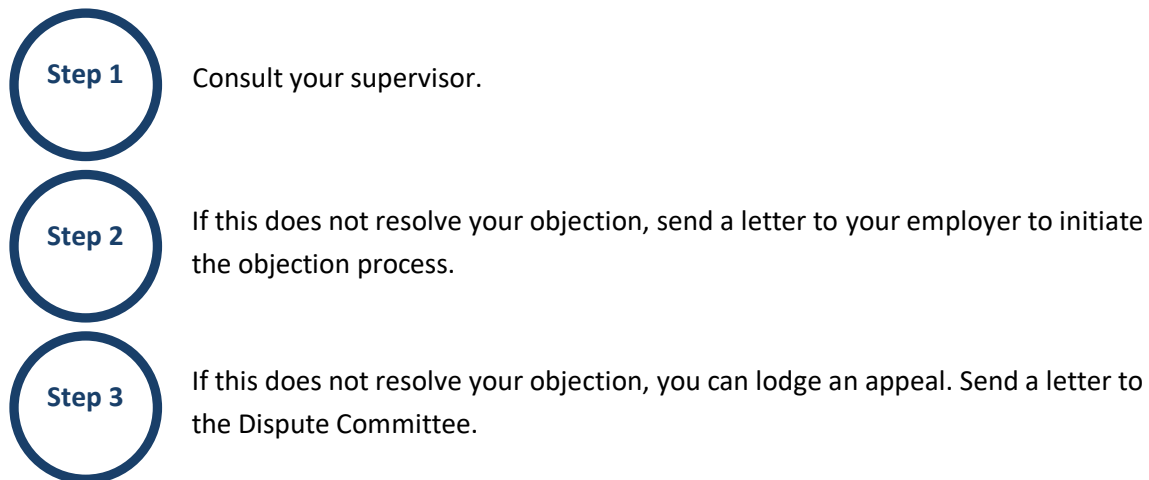 Step 1
Consult your supervisor.
Step 2
If this does not resolve your objection, send a letter to your employer to initiate
the objection process.
Step 3
If this does not resolve your objection, you can lodge an appeal. Send a letter to
the Dispute Committee.